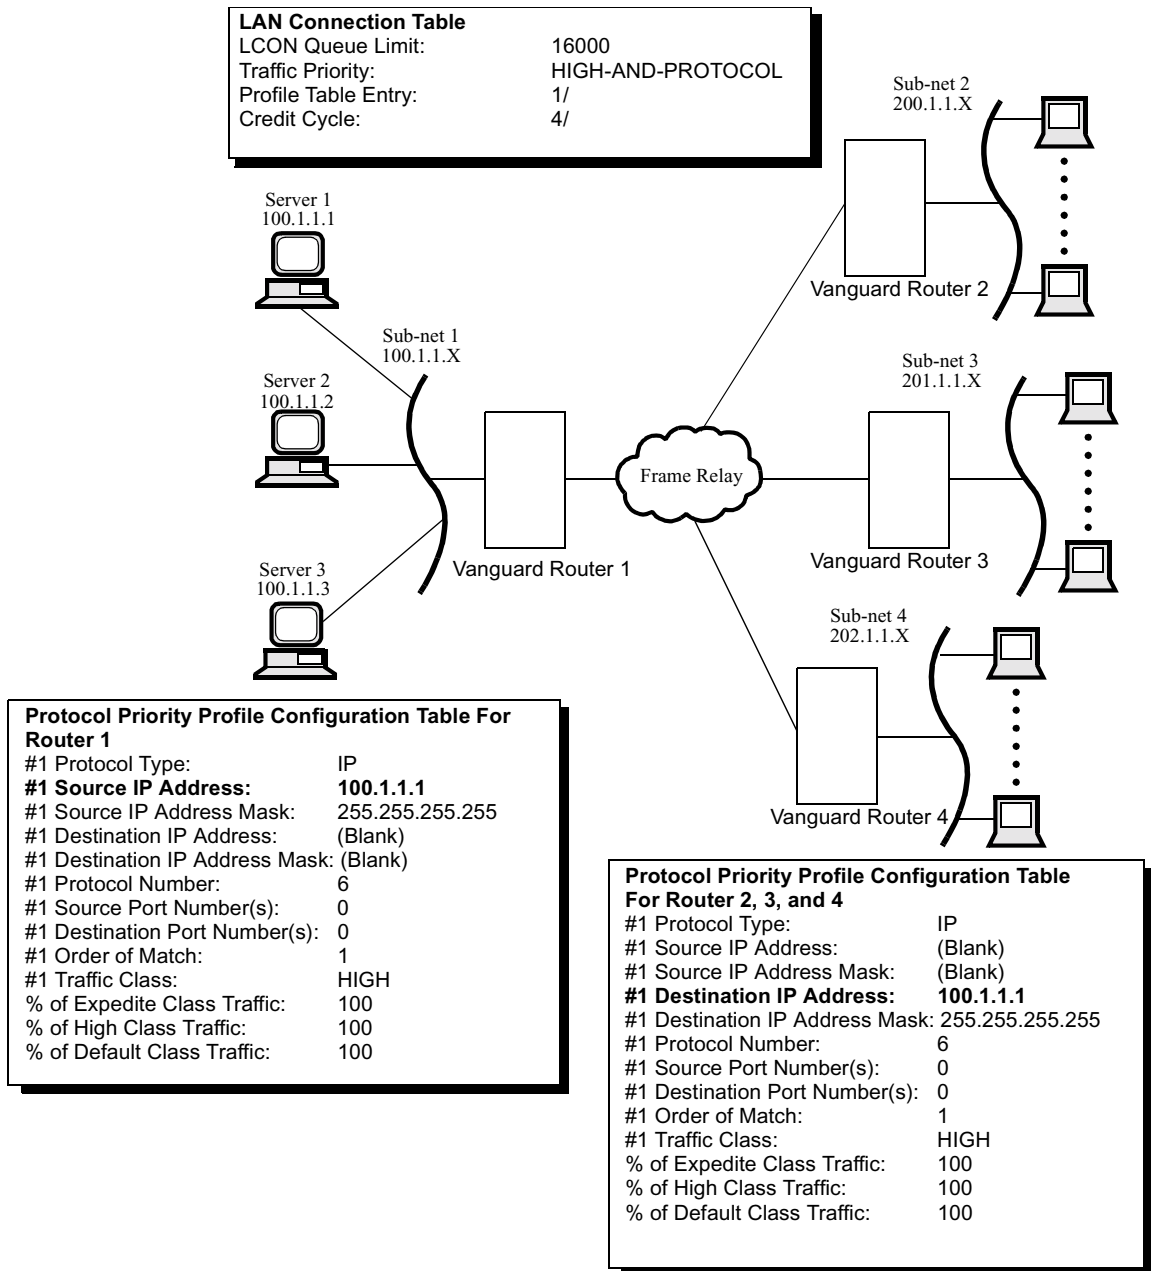 LAN Connection Table
LCON Queue Limit: 16000
Traffic Priority: HIGH-AND-PROTOCOL
Profile Table Entry: 1/
Credit Cycle: 4/
Sub-net 2
200.1.1.X
Server 1
100.1.1.1
Vanguard Router 2
Sub-net 1
100.1.1.X
Sub-net 3
201.1.1.X
Server 2
100.1.1.2
Frame Relay
Vanguard Router 3
Server 3
100.1.1.3
Vanguard Router 1
Sub-net 4
202.1.1.X
Vanguard Router 4
Protocol Priority Profile Configuration Table For
Router 1
#1 Protocol Type: IP
#1 Source IP Address: 100.1.1.1
#1 Source IP Address Mask: 255.255.255.255
#1 Destination IP Address: (Blank)
#1 Destination IP Address Mask: (Blank)
#1 Protocol Number: 6
#1 Source Port Number(s): 0
#1 Destination Port Number(s): 0
#1 Order of Match: 1
#1 Traffic Class: HIGH
% of Expedite Class Traffic: 100
% of High Class Traffic: 100
% of Default Class Traffic: 100
Protocol Priority Profile Configuration Table
For Router 2, 3, and 4
#1 Protocol Type: IP
#1 Source IP Address: (Blank)
#1 Source IP Address Mask: (Blank)
#1 Destination IP Address: 100.1.1.1
#1 Destination IP Address Mask: 255.255.255.255
#1 Protocol Number: 6
#1 Source Port Number(s): 0
#1 Destination Port Number(s): 0
#1 Order of Match: 1
#1 Traffic Class: HIGH
% of Expedite Class Traffic: 100
% of High Class Traffic: 100
% of Default Class Traffic: 100